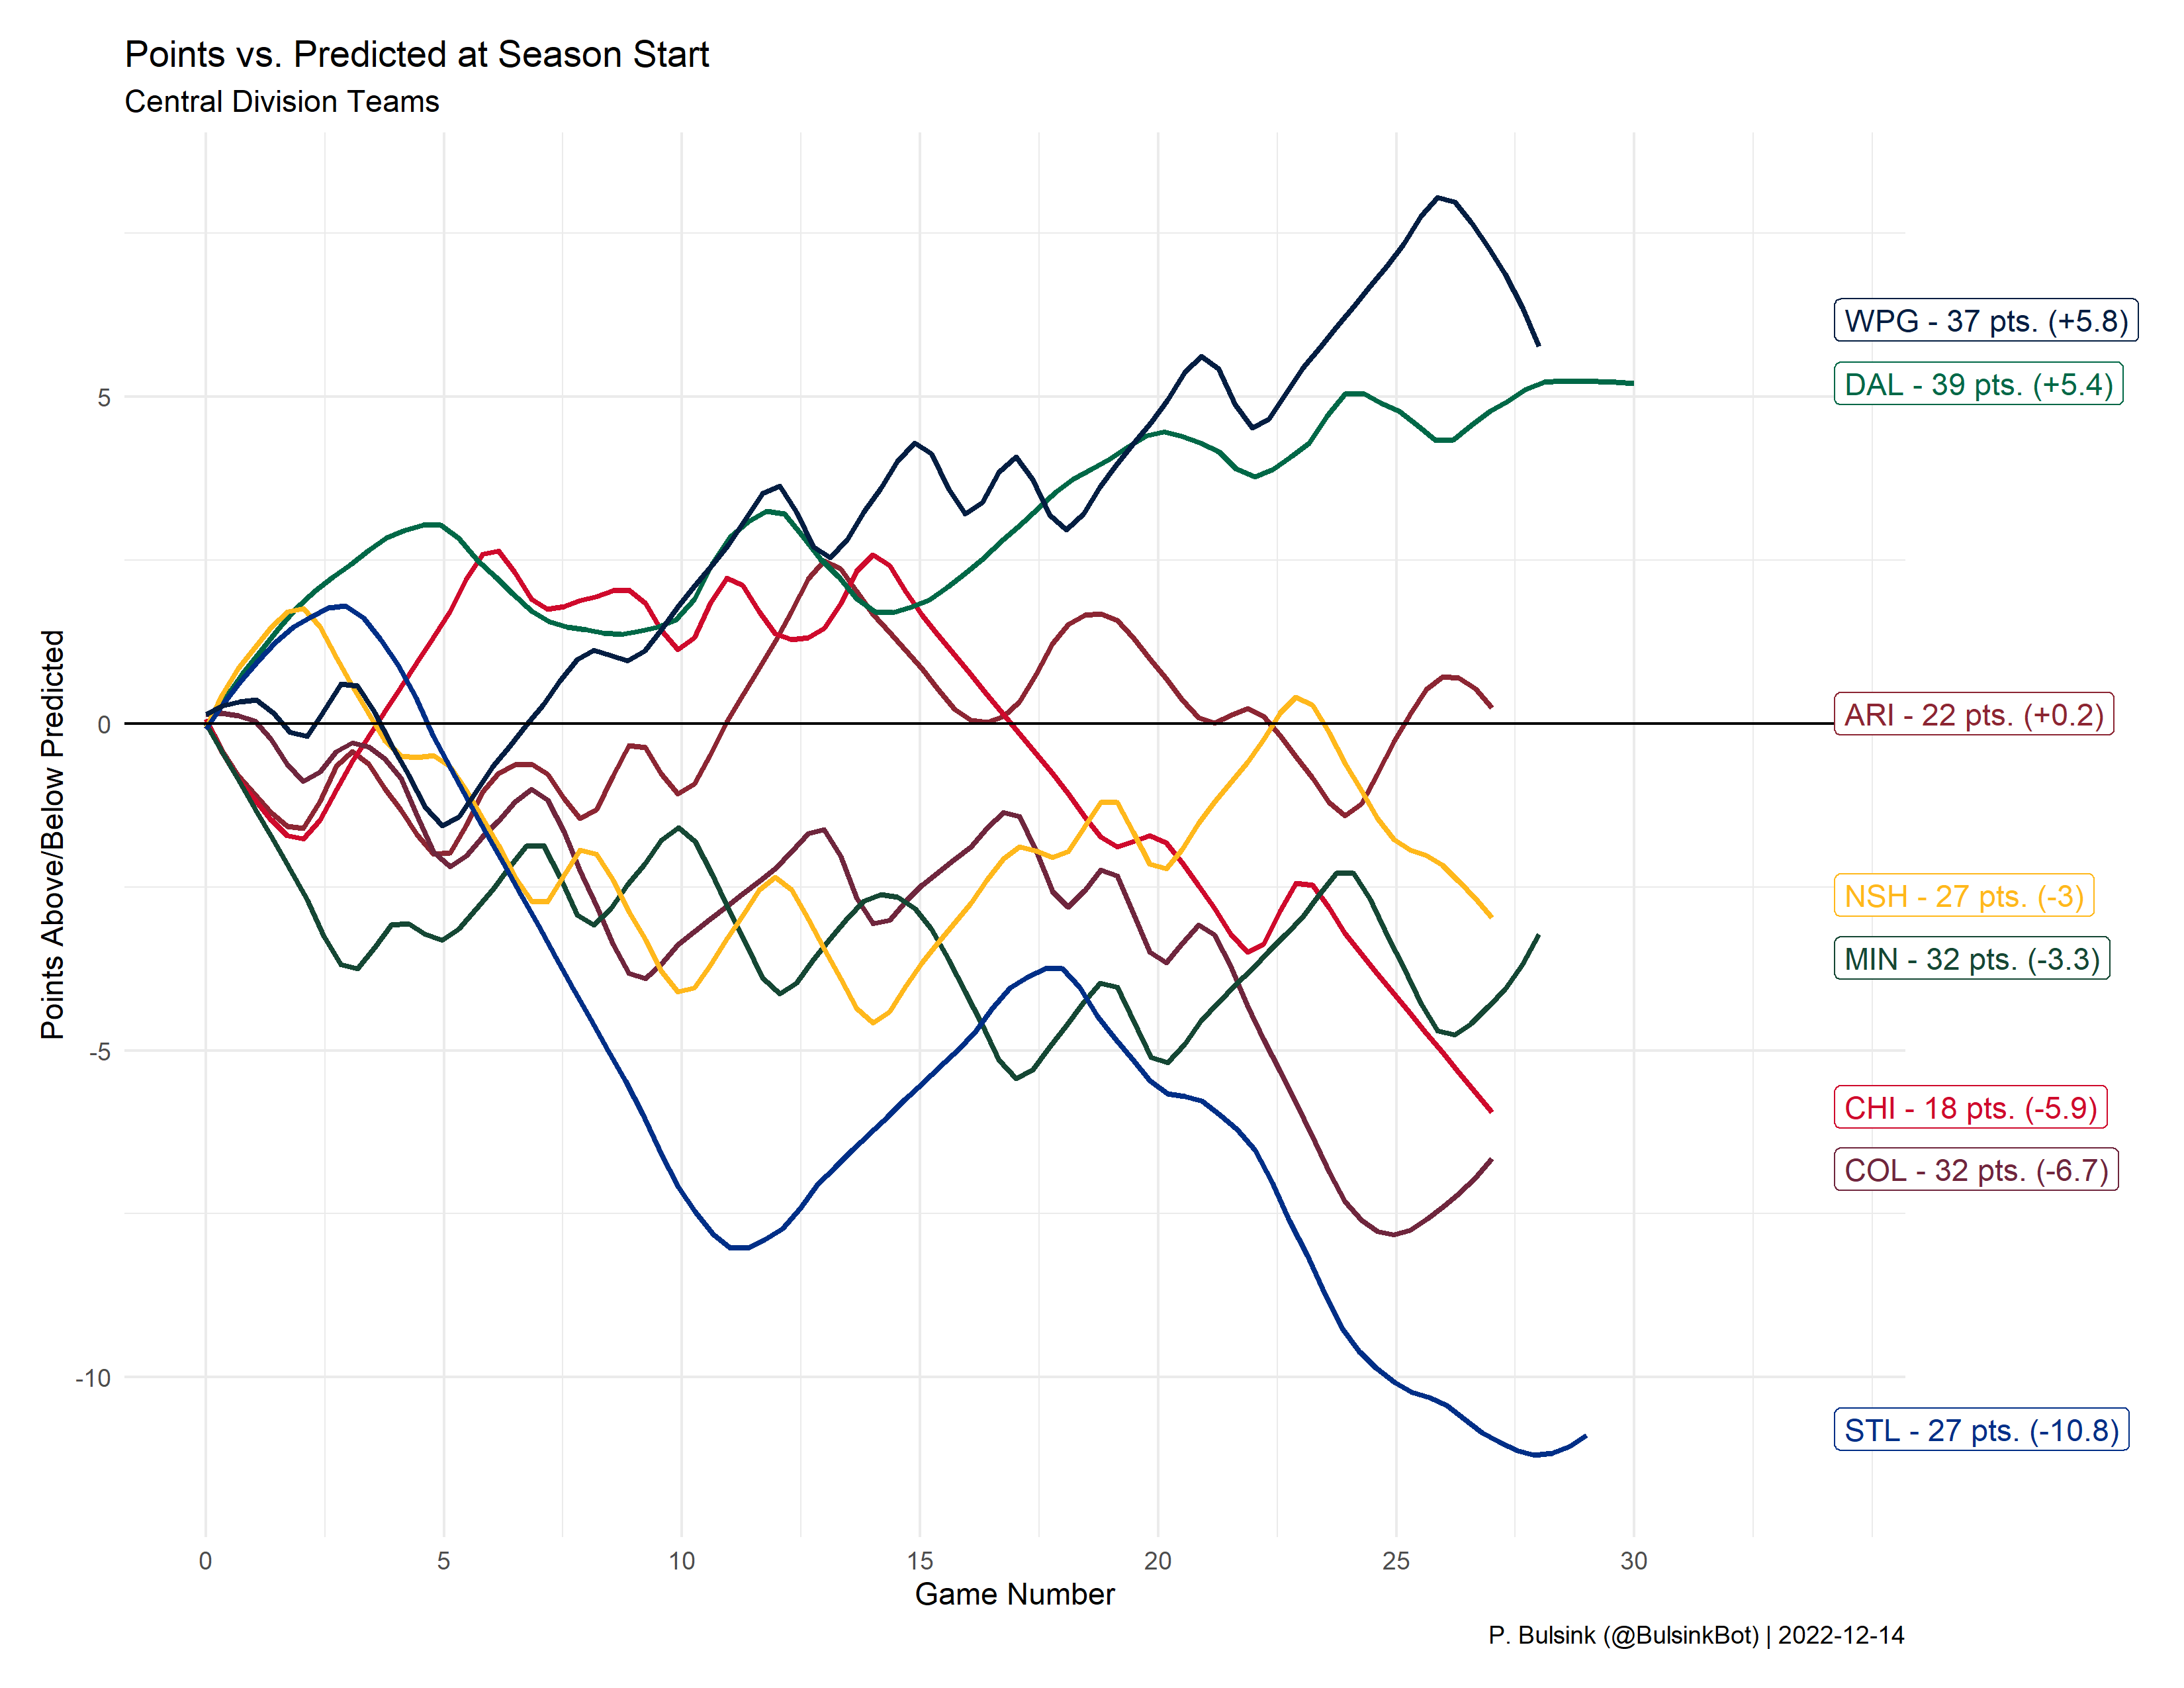 Points vs. Predicted at Season Start
Central Division Teams
Points Above/Below Predicted
5
0
-5
-10
WPG - 37 pts. (+5.8)
DAL - 39 pts. (+5.4)
ARI - 22 pts. (+0.2)
NSH - 27 pts. (-3)
MIN - 32 pts. (-3.3)
CHI - 18 pts. (-5.9)
COL - 32 pts. (-6.7)
STL - 27 pts. (-10.8)
0 5 10 15 20 25 30
Game Number
P. Bulsink (@BulsinkBot) | 2022-12-14